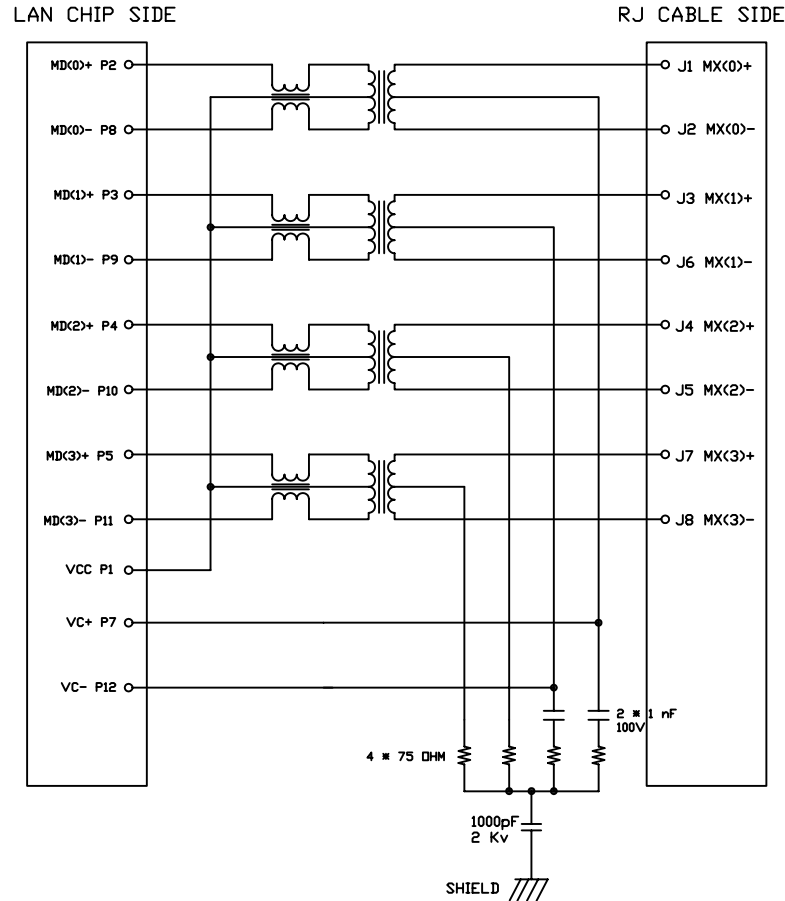 LAN CHIP SIDE
RJ CABLE SIDE
MD(0)+ P2
J1 MX(0)+
MD(0)- P8
J2 MX(0)-
MD(1)+ P3
J3 MX(1)+
MD(1)- P9
J6 MX(1)-
MD(2)+ P4
J4 MX(2)+
MD(2)- P10
J5 MX(2)-
MD(3)+ P5
J7 MX(3)+
MD(3)- P11
J8 MX(3)-
VCC P1
VC+ P7
VC- P12
2 * 1 nF
100V
4 * 75 OHM
1000pF
2 Kv
SHIELD